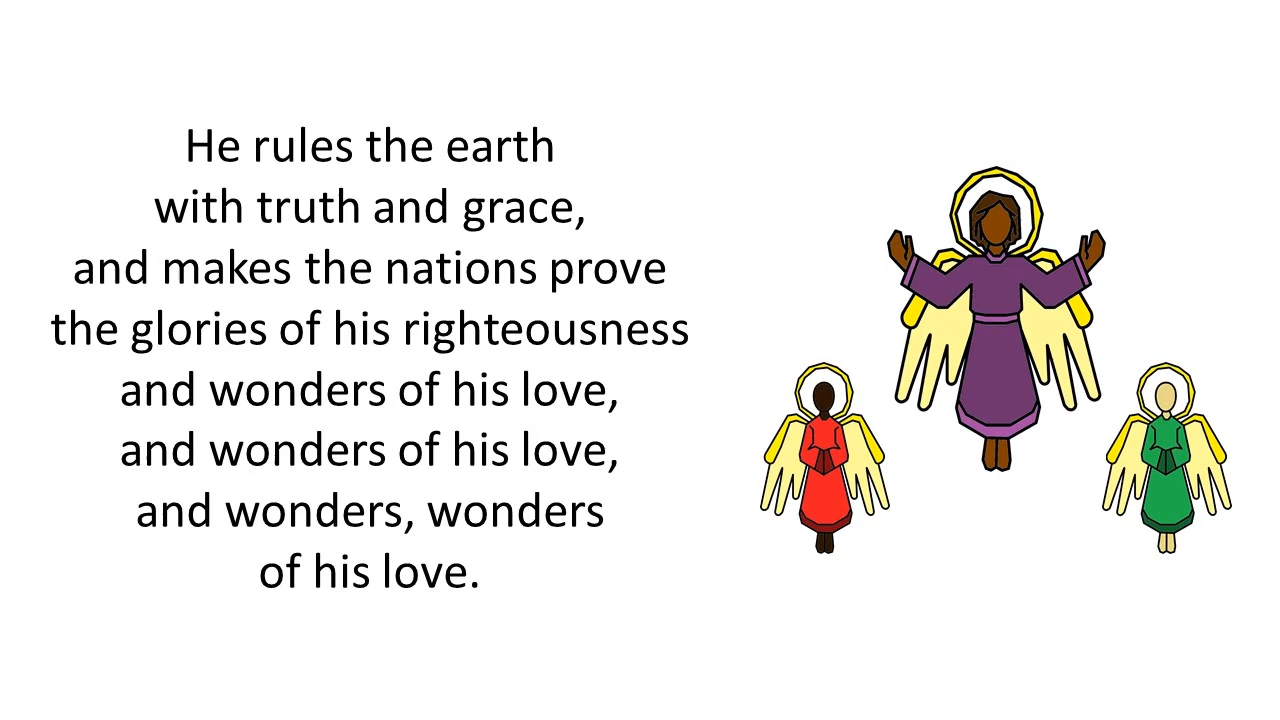 He rules the earth
with truth and grace,
and makes the nations prove
the glories of his righteousness
and wonders of his love,
and wonders of his love,
and wonders, wonders
of his love.